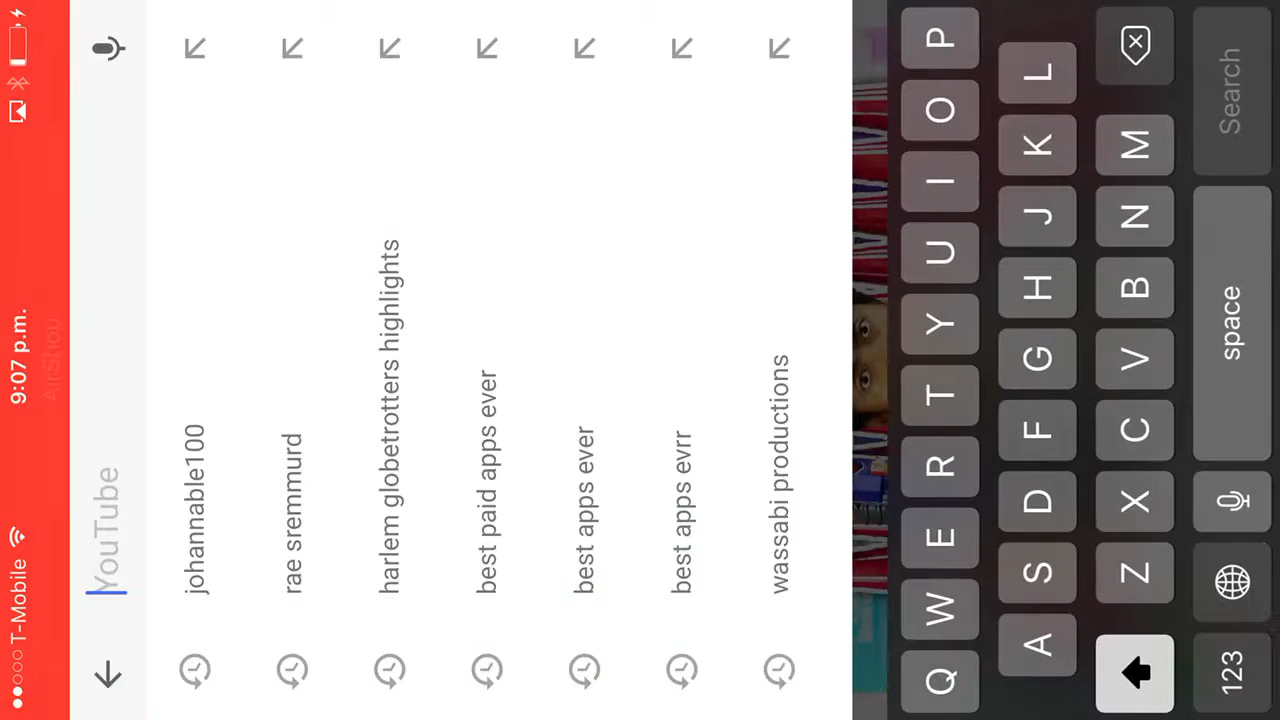 T-Mobile 9:07 p.m.
AirShou
YouTube
johannable100
rae sremmurd
harlem globetrotters highlights
best paid apps ever
best apps ever
best apps evrr
wassabi productions
Q W E R T Y U I O P
A S D F G H J K L
Z X C V B N M
123 space Search